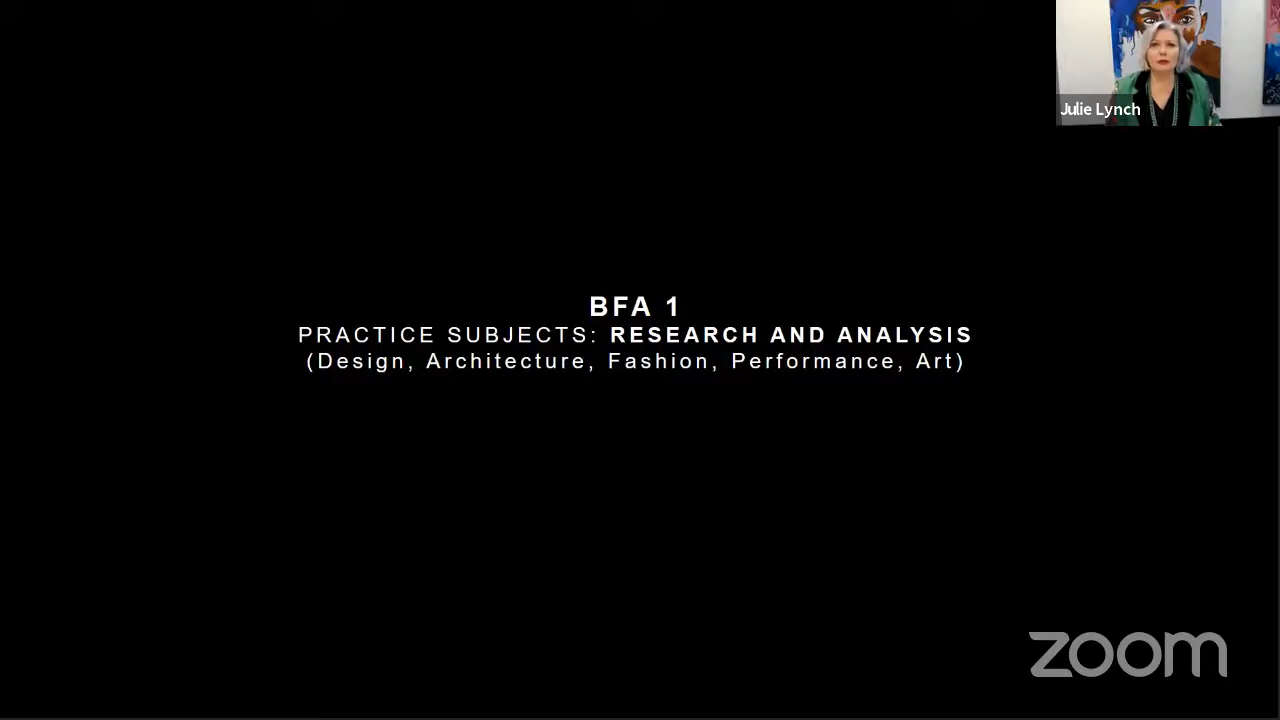 Julie Lynch
BFA 1
PRACTICE SUBJECTS: RESEARCH AND ANALYSIS
(Design, Architecture, Fashion, Performance, Art)
zoom